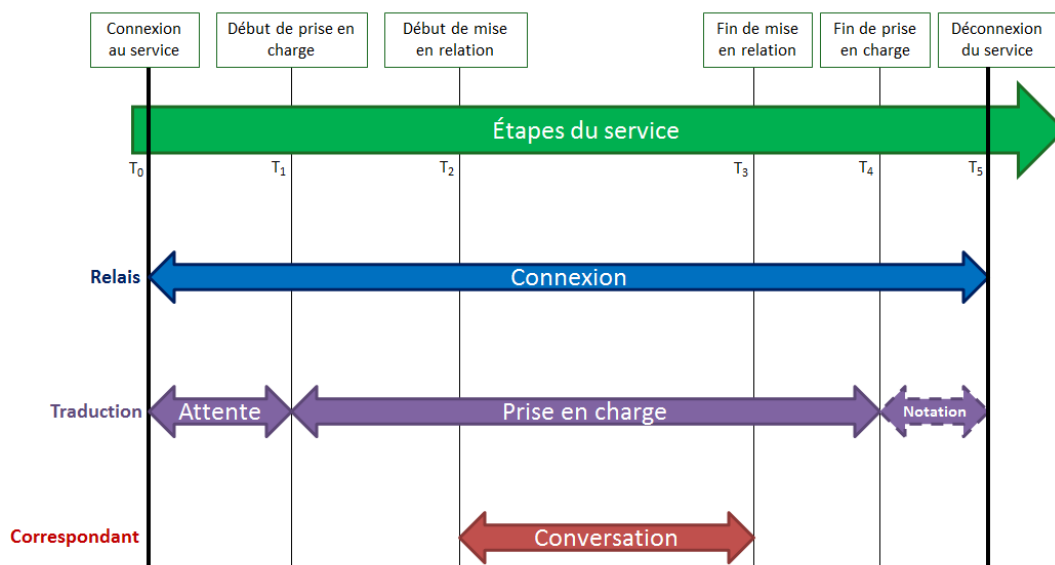 Connexion
au service
Début de prise en
charge
Début de mise
en relation
Fin de mise
en relation
Fin de prise
en charge
Déconnexion
du service
Étapes du service
T0 T1 T2 T3 T4 T5
Relais
Connexion
Traduction
Attente
Prise en charge
Notation
Correspondant
Conversation